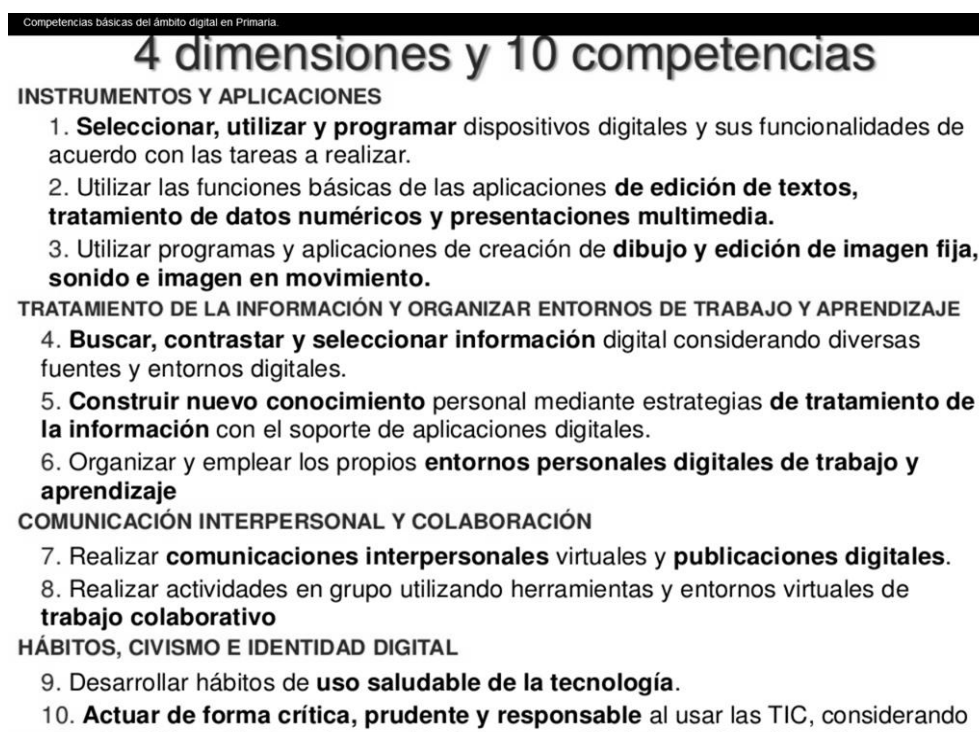 Competencias básicas del ámbito digital en Primaria.
4 dimensiones y 10 competencias
INSTRUMENTOS Y APLICACIONES
1. Seleccionar, utilizar y programar dispositivos digitales y sus funcionalidades de
acuerdo con las tareas a realizar.
2. Utilizar las funciones básicas de las aplicaciones de edición de textos,
tratamiento de datos numéricos y presentaciones multimedia.
3. Utilizar programas y aplicaciones de creación de dibujo y edición de imagen fija,
sonido e imagen en movimiento.
TRATAMIENTO DE LA INFORMACIÓN Y ORGANIZAR ENTORNOS DE TRABAJO Y APRENDIZAJE
4. Buscar, contrastar y seleccionar información digital considerando diversas
fuentes y entornos digitales.
5. Construir nuevo conocimiento personal mediante estrategias de tratamiento de
la información con el soporte de aplicaciones digitales.
6. Organizar y emplear los propios entornos personales digitales de trabajo y
aprendizaje
COMUNICACIÓN INTERPERSONAL Y COLABORACIÓN
7. Realizar comunicaciones interpersonales virtuales y publicaciones digitales.
8. Realizar actividades en grupo utilizando herramientas y entornos virtuales de
trabajo colaborativo
HÁBITOS, CIVISMO E IDENTIDAD DIGITAL
9. Desarrollar hábitos de uso saludable de la tecnología.
10. Actuar de forma crítica, prudente y responsable al usar las TIC, considerando